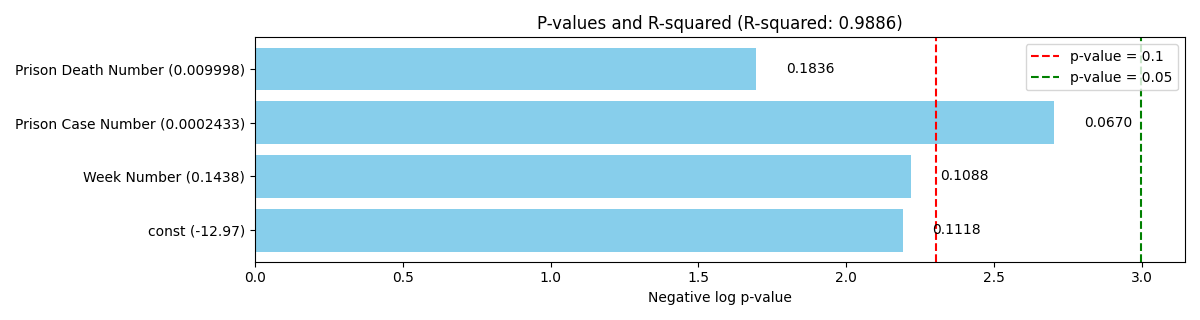 P-values and R-squared (R-squared: 0.9886)
Prison Death Number (0.009998)
0.1836
p-value = 0.1
p-value = 0.05
Prison Case Number (0.0002433)
0.0670
Week Number (0.1438)
0.1088
const (-12.97)
0.1118
0.0 0.5 1.0 1.5 2.0 2.5 3.0
Negative log p-value